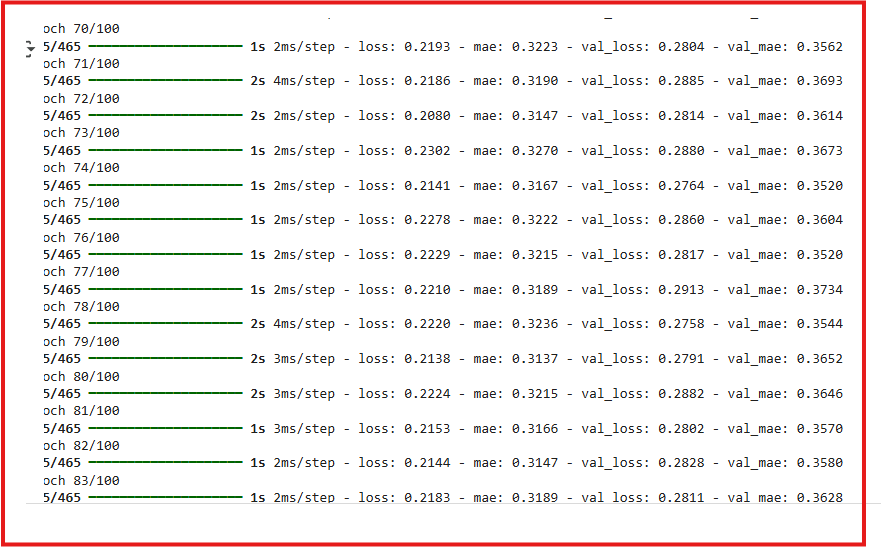 och 70/100
5/465 ━━━━━━━━━━━━━━━━━━━━ 1s 2ms/step - loss: 0.2193 - mae: 0.3223 - val_loss: 0.2804 - val_mae: 0.3562
och 71/100
5/465 ━━━━━━━━━━━━━━━━━━━━ 2s 4ms/step - loss: 0.2186 - mae: 0.3190 - val_loss: 0.2885 - val_mae: 0.3693
och 72/100
5/465 ━━━━━━━━━━━━━━━━━━━━ 2s 2ms/step - loss: 0.2080 - mae: 0.3147 - val_loss: 0.2814 - val_mae: 0.3614
och 73/100
5/465 ━━━━━━━━━━━━━━━━━━━━ 1s 2ms/step - loss: 0.2302 - mae: 0.3270 - val_loss: 0.2880 - val_mae: 0.3673
och 74/100
5/465 ━━━━━━━━━━━━━━━━━━━━ 1s 2ms/step - loss: 0.2141 - mae: 0.3167 - val_loss: 0.2764 - val_mae: 0.3520
och 75/100
5/465 ━━━━━━━━━━━━━━━━━━━━ 1s 2ms/step - loss: 0.2278 - mae: 0.3222 - val_loss: 0.2860 - val_mae: 0.3604
och 76/100
5/465 ━━━━━━━━━━━━━━━━━━━━ 1s 2ms/step - loss: 0.2229 - mae: 0.3215 - val_loss: 0.2817 - val_mae: 0.3520
och 77/100
5/465 ━━━━━━━━━━━━━━━━━━━━ 1s 2ms/step - loss: 0.2210 - mae: 0.3189 - val_loss: 0.2913 - val_mae: 0.3734
och 78/100
5/465 ━━━━━━━━━━━━━━━━━━━━ 2s 4ms/step - loss: 0.2220 - mae: 0.3236 - val_loss: 0.2758 - val_mae: 0.3544
och 79/100
5/465 ━━━━━━━━━━━━━━━━━━━━ 2s 3ms/step - loss: 0.2138 - mae: 0.3137 - val_loss: 0.2791 - val_mae: 0.3652
och 80/100
5/465 ━━━━━━━━━━━━━━━━━━━━ 2s 3ms/step - loss: 0.2224 - mae: 0.3215 - val_loss: 0.2882 - val_mae: 0.3646
och 81/100
5/465 ━━━━━━━━━━━━━━━━━━━━ 1s 3ms/step - loss: 0.2153 - mae: 0.3166 - val_loss: 0.2802 - val_mae: 0.3570
och 82/100
5/465 ━━━━━━━━━━━━━━━━━━━━ 1s 2ms/step - loss: 0.2144 - mae: 0.3147 - val_loss: 0.2828 - val_mae: 0.3580
och 83/100
5/465 ━━━━━━━━━━━━━━━━━━━━ 1s 2ms/step - loss: 0.2183 - mae: 0.3189 - val_loss: 0.2811 - val_mae: 0.3628